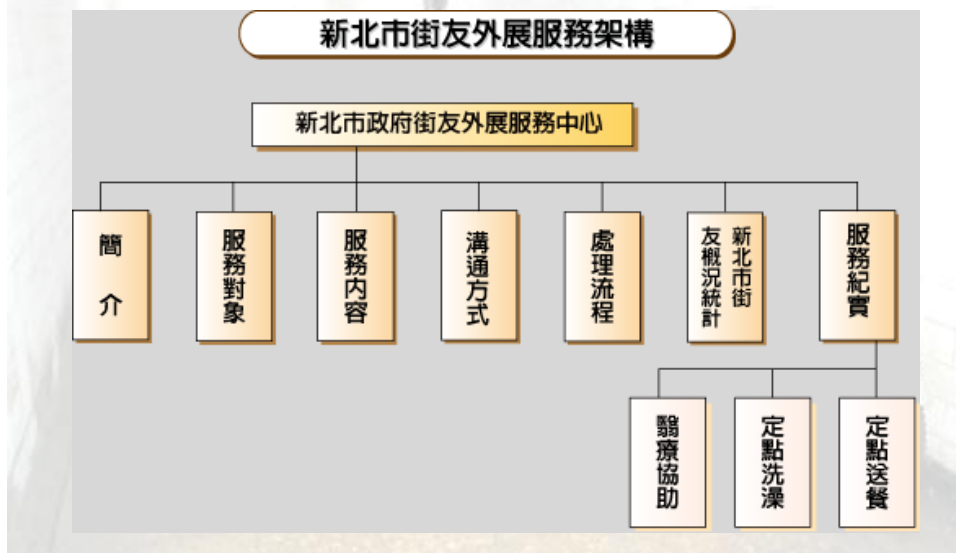 新北市街友外展服務架構
新北市政府街友外展服務中心
簡介
服務對象
服務内容
溝通方式
處理流程
新北市街
友概況統計
服務紀實
翳療協助
定點洗澡
定點送餐